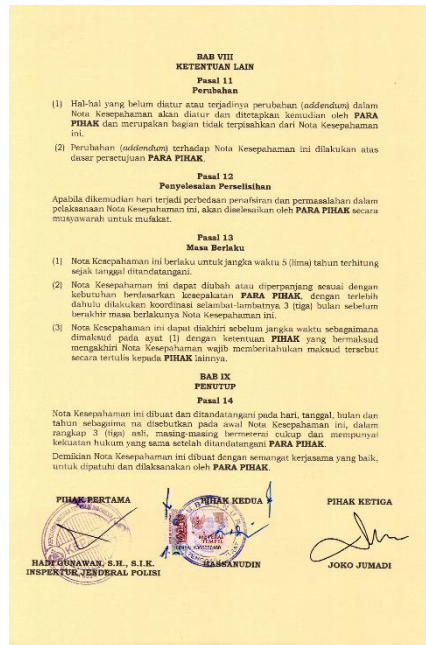 BAB VIII
KETENTUAN LAIN
Pasal 11
Perubahan
(1) Hal-hal yang belum diatur atau terjadinya perubahan (addendum) dalam
Nota Kesepahaman akan diatur dan ditetapkan kemudian oleh PARA
PIHAK dan merupakan bagian tidak terpisahkan dari Nota Kesepahaman
ini.
(2) Perubahan (addendum) terhadap Nota Kesepahaman ini dilakukan atas
dasar persetujuan PARA PIHAK.
Pasal 12
Penyelesaian Perselisihan
Apabila dikemudian hari terjadi perbedaan penafsiran dan permasalahan dalam
pelaksanaan Nota Kesepahaman ini, akan diselesaikan oleh PARA PIHAK secara
musyawarah untuk mufakat.
Pasal 13
Masa Berlaku
(1) Nota Kesepahaman ini berlaku untuk jangka waktu 5 (lima) tahun terhitung
sejak tanggal ditandatangani.
(2) Nota Kesepahaman ini dapat diubah atau diperpanjang sesuai dengan
kebutuhan berdasarkan kesepakatan PARA PIHAK, dengan terlebih
dahulu dilakukan koordinasi selambat-lambatnya 3 (tiga) bulan sebelum
berakhir masa berlakunya Nota Kesepahaman ini.
(3) Nota Kesepahaman ini dapat diakhiri sebelum jangka waktu sebagaimana
dimaksud pada ayat (1) dengan ketentuan PIHAK yang bermaksud
mengakhiri Nota Kesepahaman wajib memberitahukan maksud tersebut
secara tertulis kepada PIHAK lainnya.
BAB IX
PENUTUP
Pasal 14
Nota Kesepahaman ini dibuat dan ditandatangani pada hari, tanggal, bulan dan
tahun sebagaima na disebutkan pada awal Nota Kesepahaman ini, dalam
rangkap 3 (tiga) asli, masing-masing bermeterai cukup dan mempunyai
kekuatan hukum yang sama setelah ditandatangani PARA PIHAK.
Demikian Nota Kesepahaman ini dibuat dengan semangat kerjasama yang baik,
untuk dipatuhi dan dilaksanakan oleh PARA PIHAK.
PIHAK PERTAMA PIHAK KEDUA PIHAK KETIGA
METERAI
TEMPEL
HADI GUNAWAN, S.H., S.I.K. HASSANUDIN JOKO JUMADI
INSPEKTUR JENDERAL POLISI